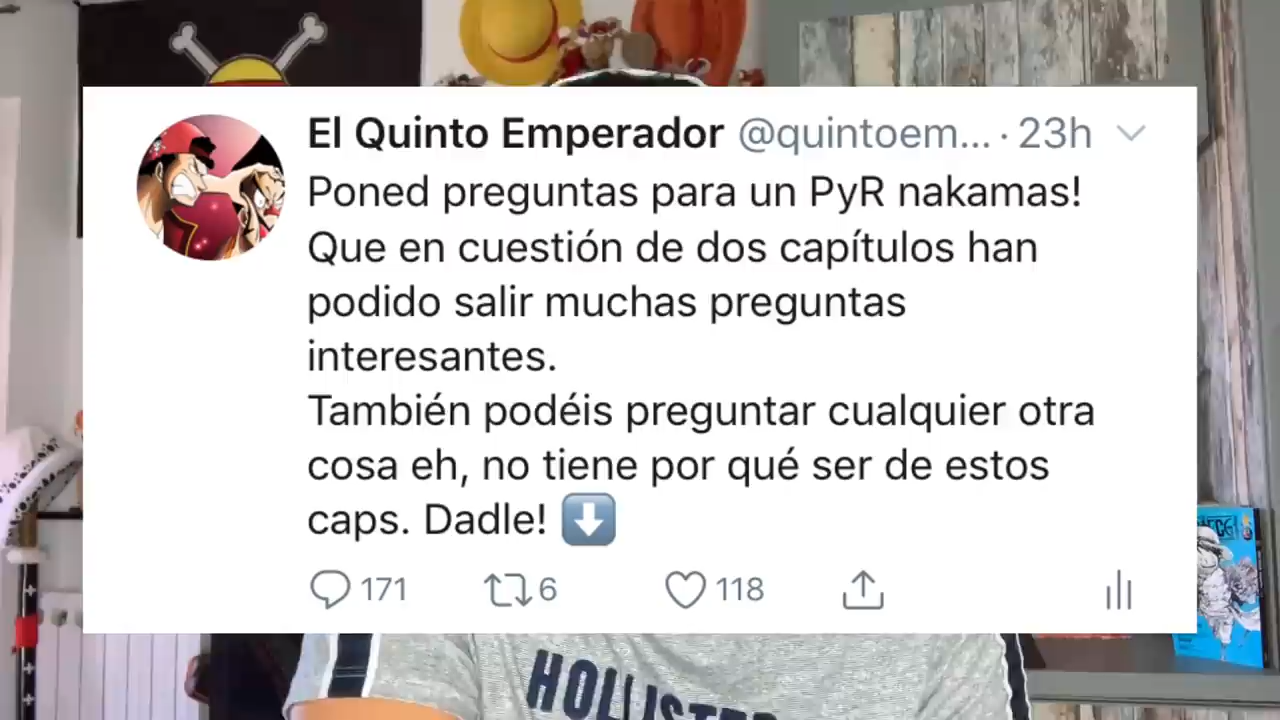 El Quinto Emperador @quintoem... · 23h
Poned preguntas para un PyR nakamas!
Que en cuestión de dos capítulos han
podido salir muchas preguntas
interesantes.
También podéis preguntar cualquier otra
cosa eh, no tiene por qué ser de estos
caps. Dadle! ⬇️
171 6 118
HOLLISTER